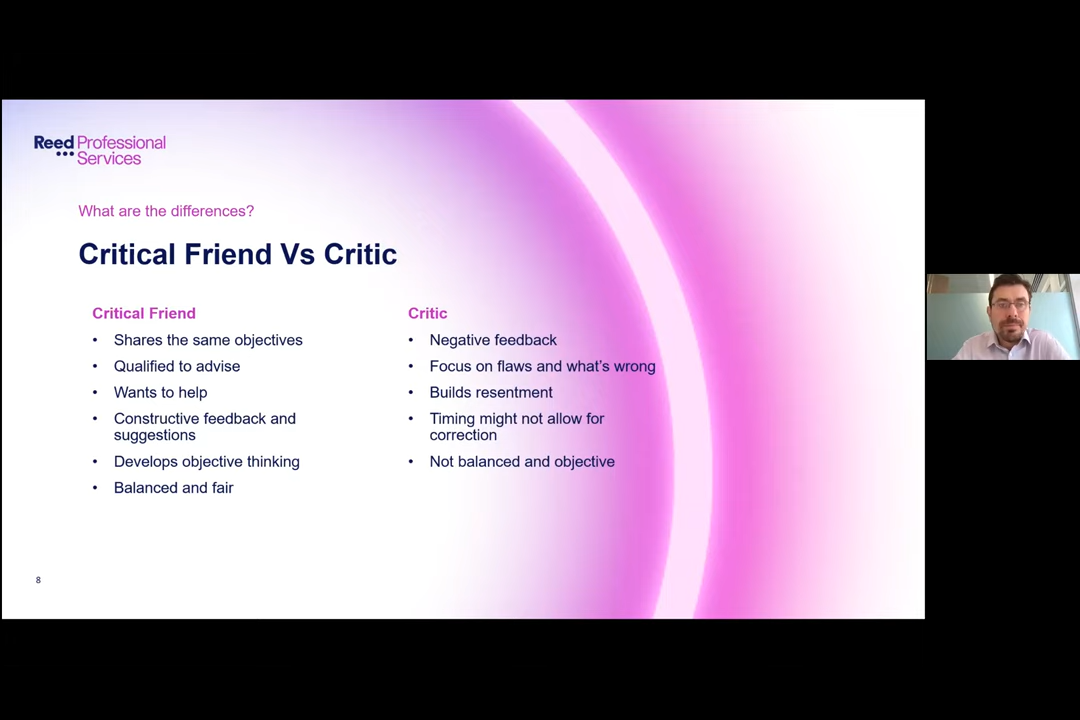 Reed Professional
Services
What are the differences?
Critical Friend Vs Critic
Critical Friend
• Shares the same objectives
• Qualified to advise
• Wants to help
• Constructive feedback and
suggestions
• Develops objective thinking
• Balanced and fair
Critic
• Negative feedback
• Focus on flaws and what's wrong
• Builds resentment
• Timing might not allow for
correction
• Not balanced and objective
8